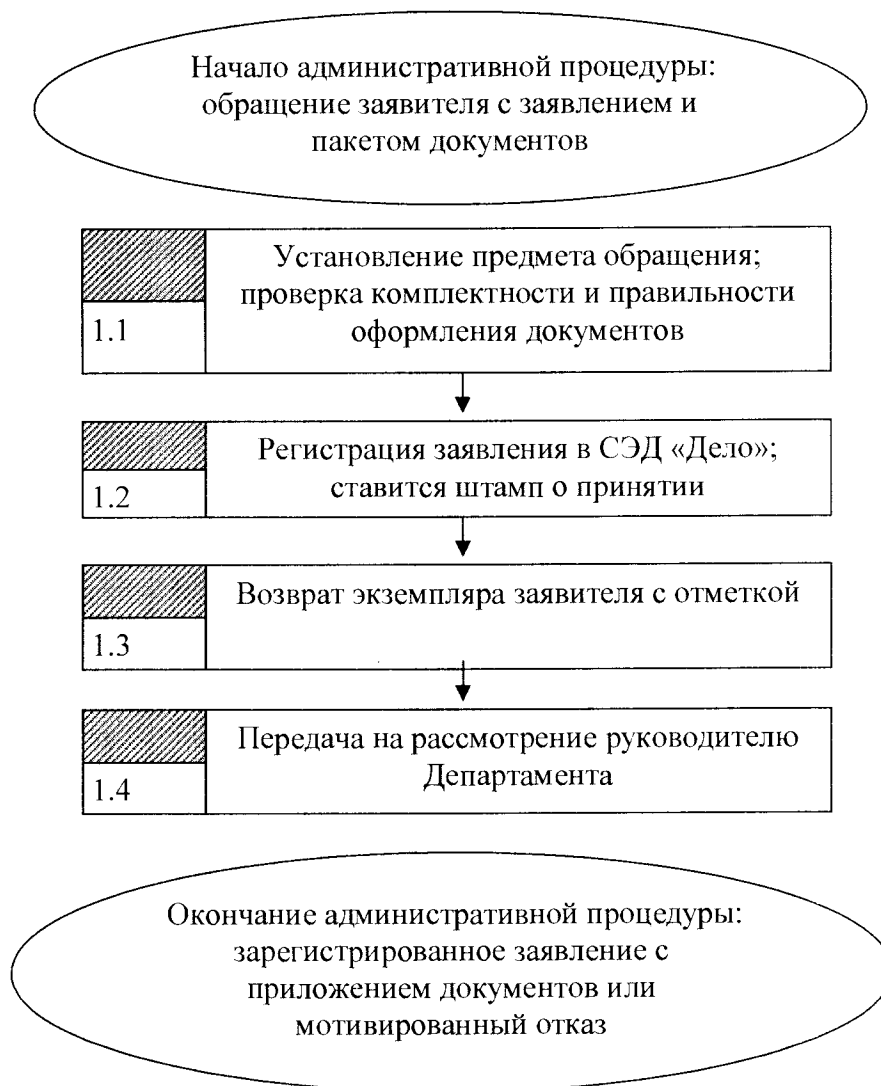 Начало административной процедуры:
обращение заявителя с заявлением и
пакетом документов
Установление предмета обращения;
проверка комплектности и правильности
оформления документов
1.1
Регистрация заявления в СЭД «Дело»;
ставится штамп о принятии
1.2
Возврат экземпляра заявителя с отметкой
1.3
Передача на рассмотрение руководителю
Департамента
1.4
Окончание административной процедуры:
зарегистрированное заявление с
приложением документов или
мотивированный отказ